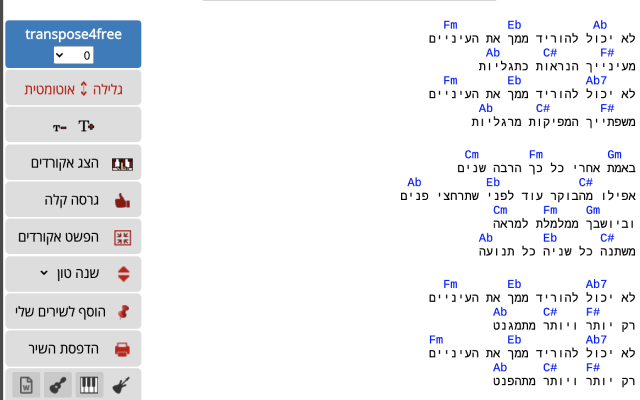 transpose4free
0
גלילה אוטומטית
T- T+
הצג אקורדים
גרסה קלה
הפשט אקורדים
שנה טון
הוסף לשירים שלי
הדפסת השיר
W
Fm Eb Ab
לא יכול להוריד ממך את העיניים
Ab C# F#
מעינייך הנראות כתגליות
Fm Eb Ab7
לא יכול להוריד ממך את העיניים
Ab C# F#
משפתייך המפיקות מרגליות
Cm Fm Gm
באמת אחרי כל כך הרבה שנים
Ab Eb C#
אפילו מהבוקר עוד לפני שתרחצי פנים
Cm Fm Gm
וביושבך ממלמלת למראה
Ab Eb C#
משתנה כל שניה כל תנועה
Fm Eb Ab7
לא יכול להוריד ממך את העיניים
Ab C# F#
רק יותר ויותר מתמגנט
Fm Eb Ab7
לא יכול להוריד ממך את העיניים
Ab C# F#
רק יותר ויותר מתהפנט